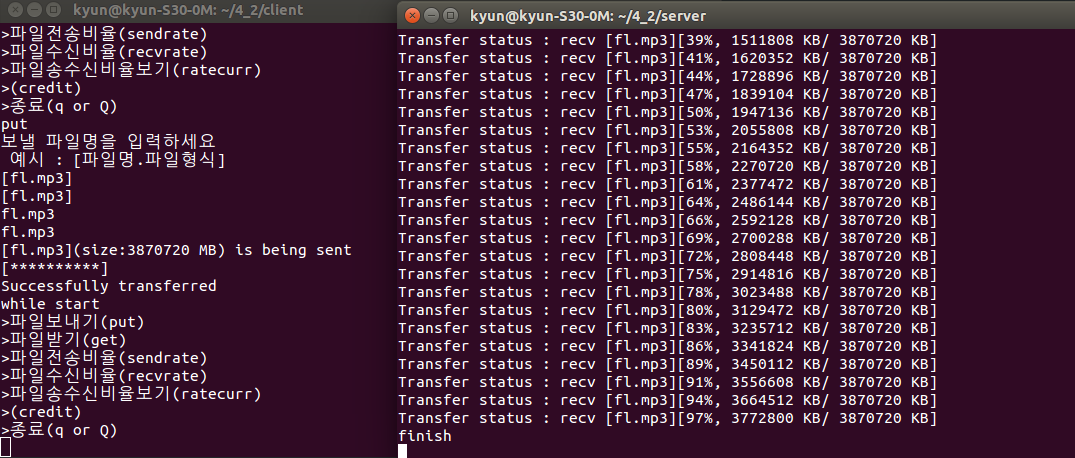 kyun@kyun-S30-0M: ~/4_2/client
>파일전송비율(sendrate)
>파일수신비율(recvrate)
>파일송수신비율보기(ratecurr)
>(credit)
>종료(q or Q)
put
보낼 파일명을 입력하세요
예시 : [파일명.파일형식]
[fl.mp3]
[fl.mp3]
fl.mp3
fl.mp3
[fl.mp3](size:3870720 MB) is being sent
[**********]
Successfully transferred
while start
>파일보내기(put)
>파일받기(get)
>파일전송비율(sendrate)
>파일수신비율(recvrate)
>파일송수신비율보기(ratecurr)
>(credit)
>종료(q or Q)
kyun@kyun-S30-0M: ~/4_2/server
Transfer status : recv [fl.mp3][39%, 1511808 KB/ 3870720 KB]
Transfer status : recv [fl.mp3][41%, 1620352 KB/ 3870720 KB]
Transfer status : recv [fl.mp3][44%, 1728896 KB/ 3870720 KB]
Transfer status : recv [fl.mp3][47%, 1839104 KB/ 3870720 KB]
Transfer status : recv [fl.mp3][50%, 1947136 KB/ 3870720 KB]
Transfer status : recv [fl.mp3][53%, 2055808 KB/ 3870720 KB]
Transfer status : recv [fl.mp3][55%, 2164352 KB/ 3870720 KB]
Transfer status : recv [fl.mp3][58%, 2270720 KB/ 3870720 KB]
Transfer status : recv [fl.mp3][61%, 2377472 KB/ 3870720 KB]
Transfer status : recv [fl.mp3][64%, 2486144 KB/ 3870720 KB]
Transfer status : recv [fl.mp3][66%, 2592128 KB/ 3870720 KB]
Transfer status : recv [fl.mp3][69%, 2700288 KB/ 3870720 KB]
Transfer status : recv [fl.mp3][72%, 2808448 KB/ 3870720 KB]
Transfer status : recv [fl.mp3][75%, 2914816 KB/ 3870720 KB]
Transfer status : recv [fl.mp3][78%, 3023488 KB/ 3870720 KB]
Transfer status : recv [fl.mp3][80%, 3129472 KB/ 3870720 KB]
Transfer status : recv [fl.mp3][83%, 3235712 KB/ 3870720 KB]
Transfer status : recv [fl.mp3][86%, 3341824 KB/ 3870720 KB]
Transfer status : recv [fl.mp3][89%, 3450112 KB/ 3870720 KB]
Transfer status : recv [fl.mp3][91%, 3556608 KB/ 3870720 KB]
Transfer status : recv [fl.mp3][94%, 3664512 KB/ 3870720 KB]
Transfer status : recv [fl.mp3][97%, 3772800 KB/ 3870720 KB]
finish